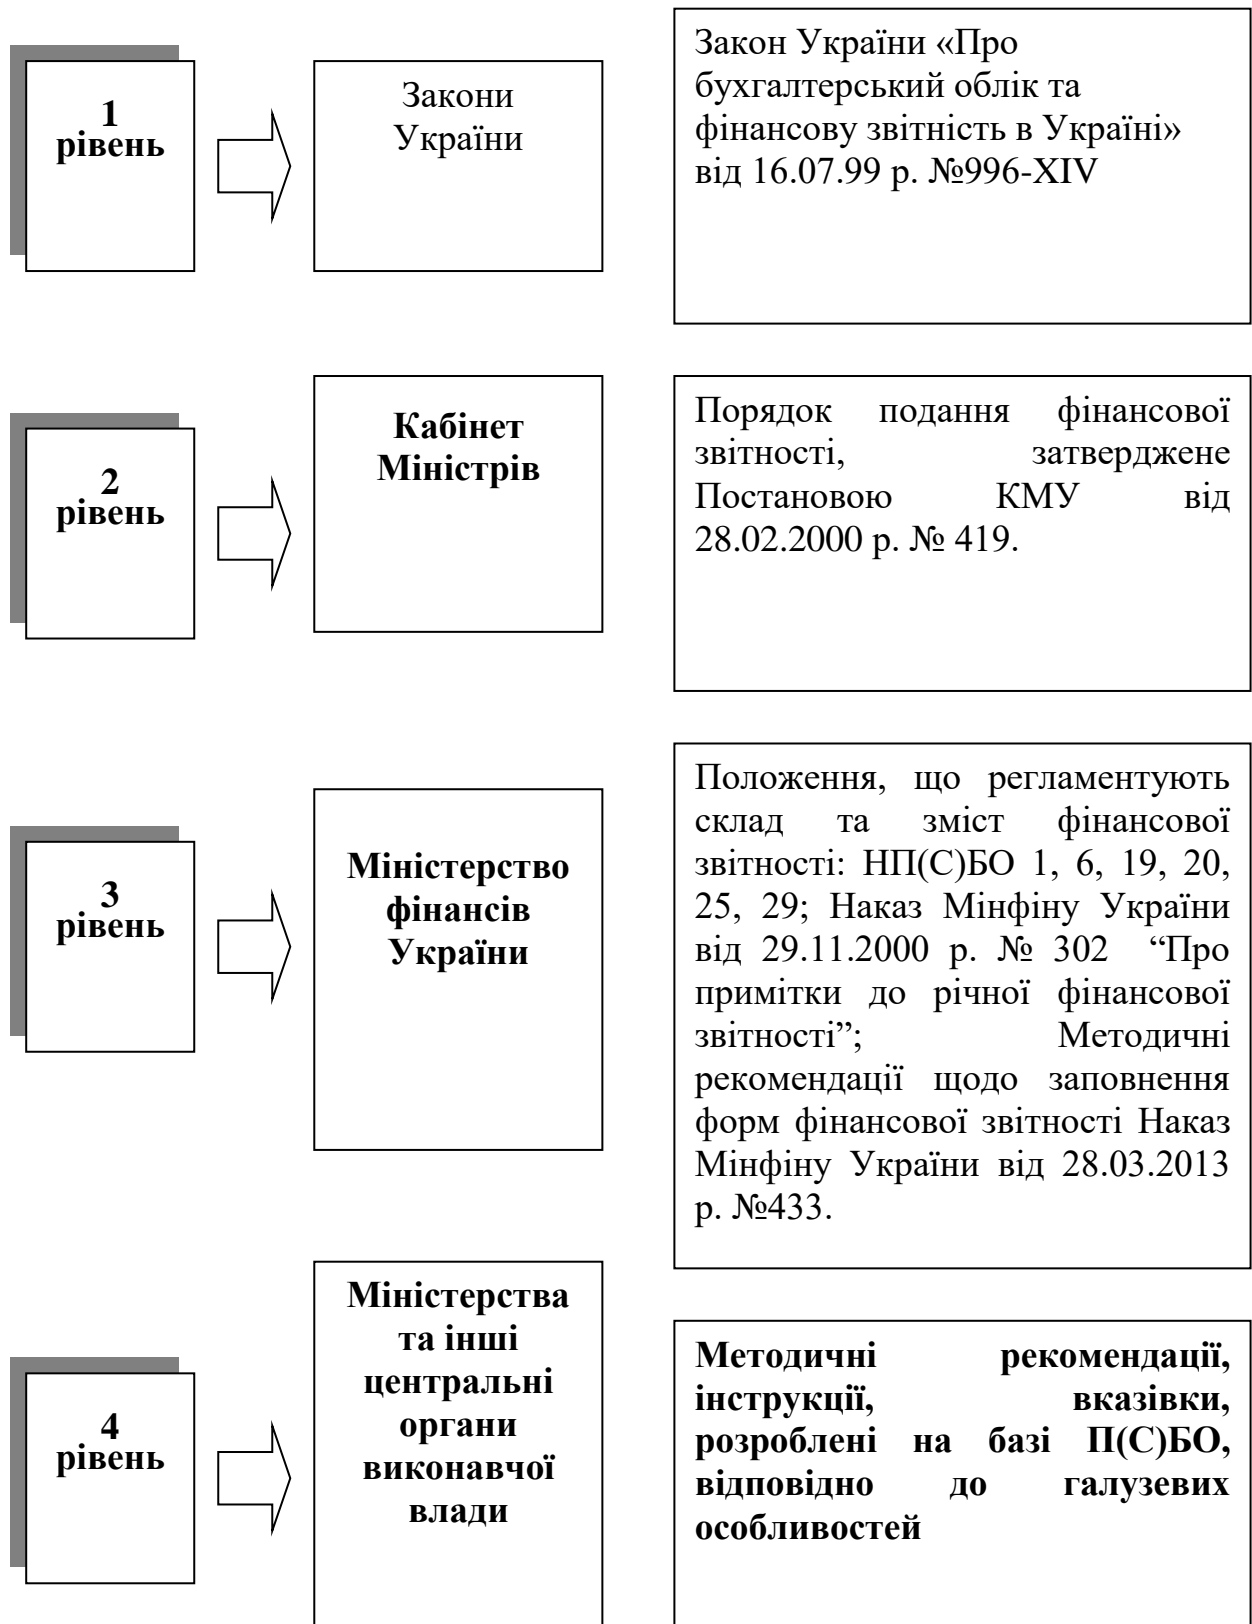 1
рівень
Закони
України
Закон України «Про
бухгалтерський облік та
фінансову звітність в Україні»
від 16.07.99 р. №996-XIV
2
рівень
Кабінет
Міністрів
Порядок подання фінансової
звітності, затверджене
Постановою КМУ від
28.02.2000 р. № 419.
3
рівень
Міністерство
фінансів
України
Положення, що регламентують
склад та зміст фінансової
звітності: НП(С)БО 1, 6, 19, 20,
25, 29; Наказ Мінфіну України
від 29.11.2000 р. № 302 “Про
примітки до річної фінансової
звітності”; Методичні
рекомендації щодо заповнення
форм фінансової звітності Наказ
Мінфіну України від 28.03.2013
р. №433.
4
рівень
Міністерства
та інші
центральні
органи
виконавчої
влади
Методичні рекомендації,
інструкції, вказівки,
розроблені на базі П(С)БО,
відповідно до галузевих
особливостей